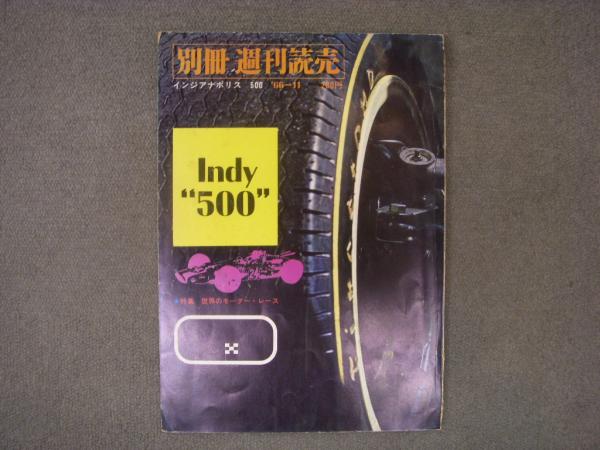 別冊 週刊読売
インジアナポリス 500 '66-11
Indy
“500”
★特集 世界のモーター・レース